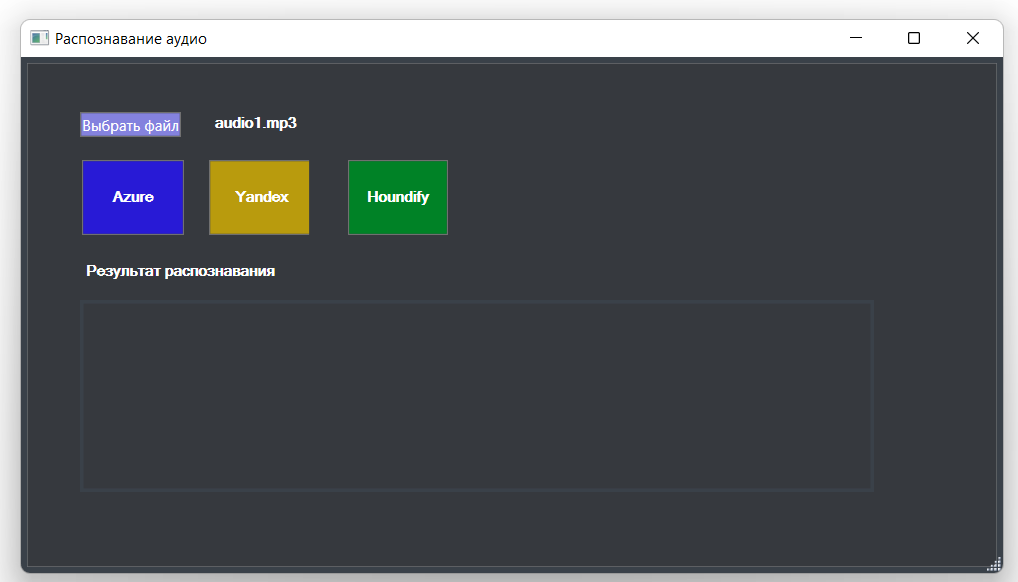 Распознавание аудио
Выбрать файл audio1.mp3
Azure Yandex Houndify
Результат распознавания